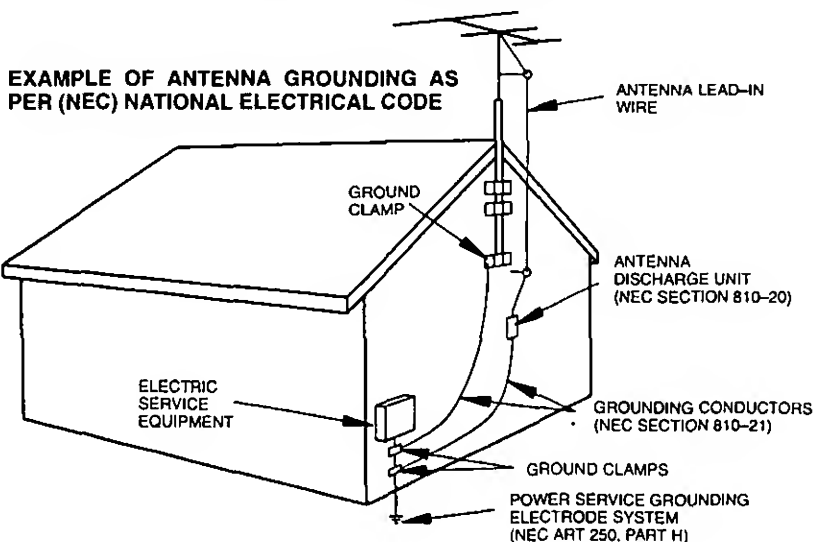 EXAMPLE OF ANTENNA GROUNDING AS
PER (NEC) NATIONAL ELECTRICAL CODE
ANTENNA LEAD–IN
WIRE
GROUND
CLAMP
ANTENNA
DISCHARGE UNIT
(NEC SECTION 810–20)
ELECTRIC
SERVICE
EQUIPMENT
GROUNDING CONDUCTORS
(NEC SECTION 810–21)
GROUND CLAMPS
POWER SERVICE GROUNDING
ELECTRODE SYSTEM
(NEC ART 250, PART H)